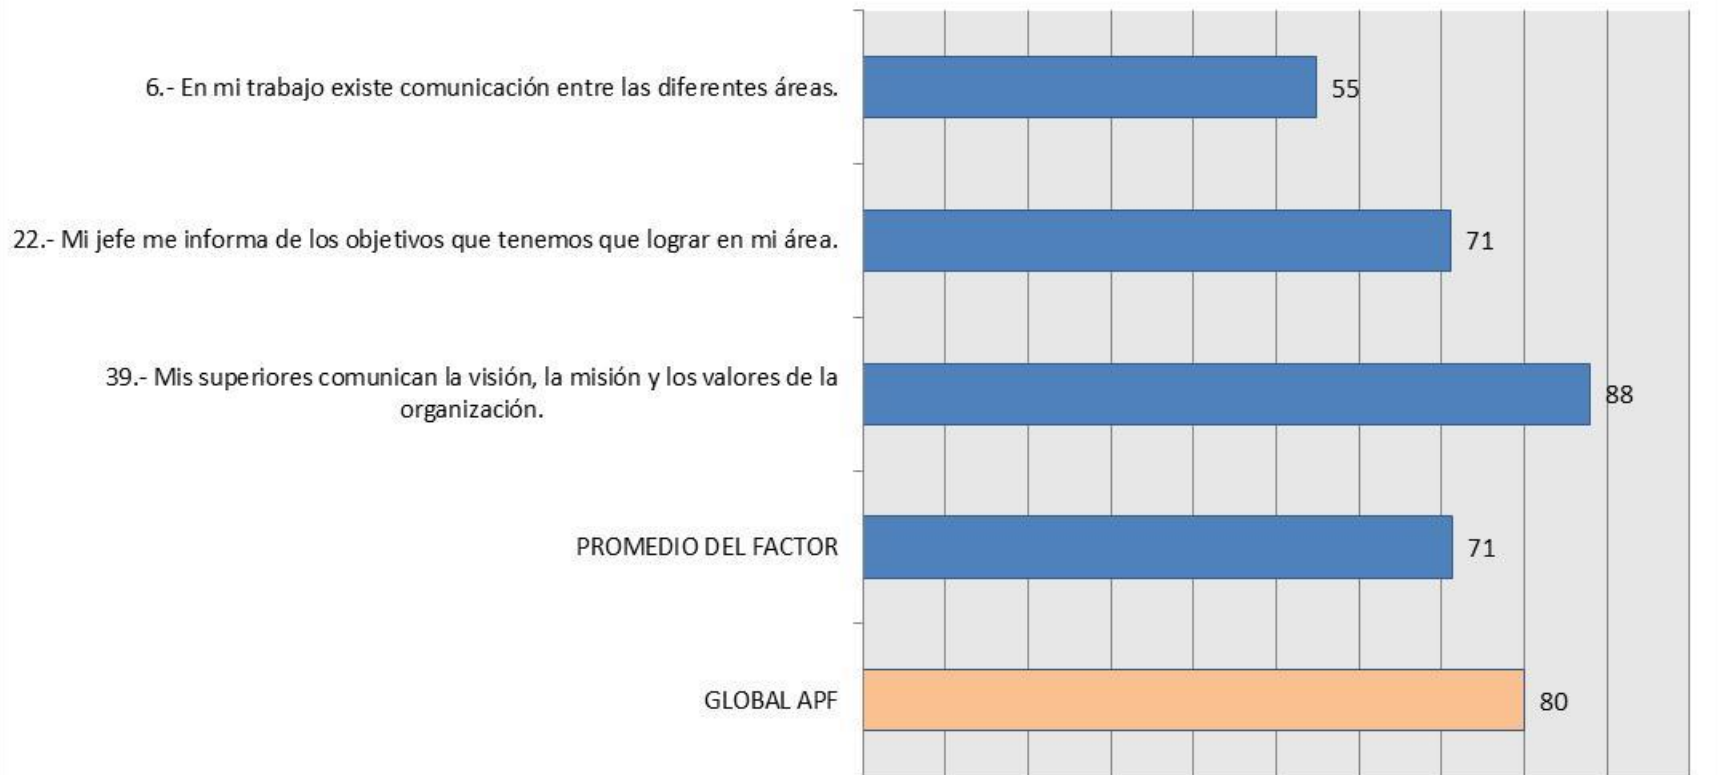 6.- En mi trabajo existe comunicación entre las diferentes áreas.
55
22.- Mi jefe me informa de los objetivos que tenemos que lograr en mi área.
71
39.- Mis superiores comunican la visión, la misión y los valores de la
organización.
88
PROMEDIO DEL FACTOR
71
GLOBAL APF
80